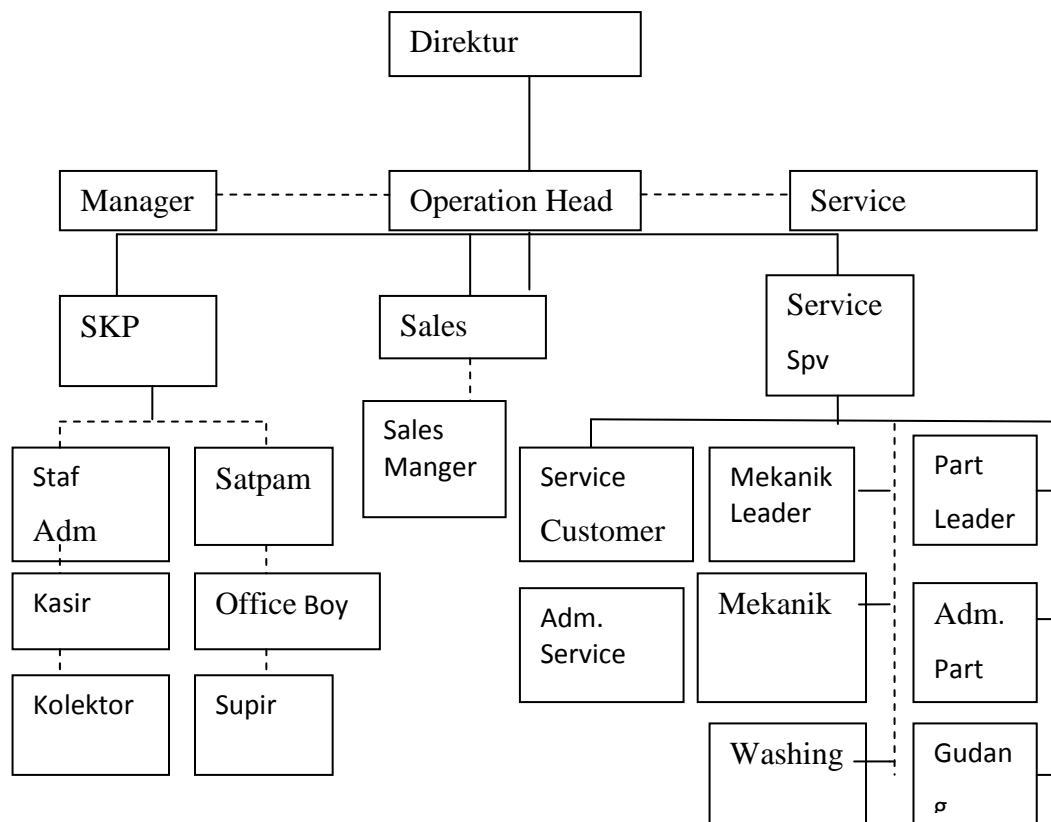 Direktur
Manager
Operation Head
Service
SKP
Sales
Service
Spv
Sales
Manger
Staf
Adm
Satpam
Service
Customer
Mekanik
Leader
Part
Leader
Kasir
Office Boy
Adm.
Service
Mekanik
Adm.
Part
Kolektor
Supir
Washing
Gudan
g